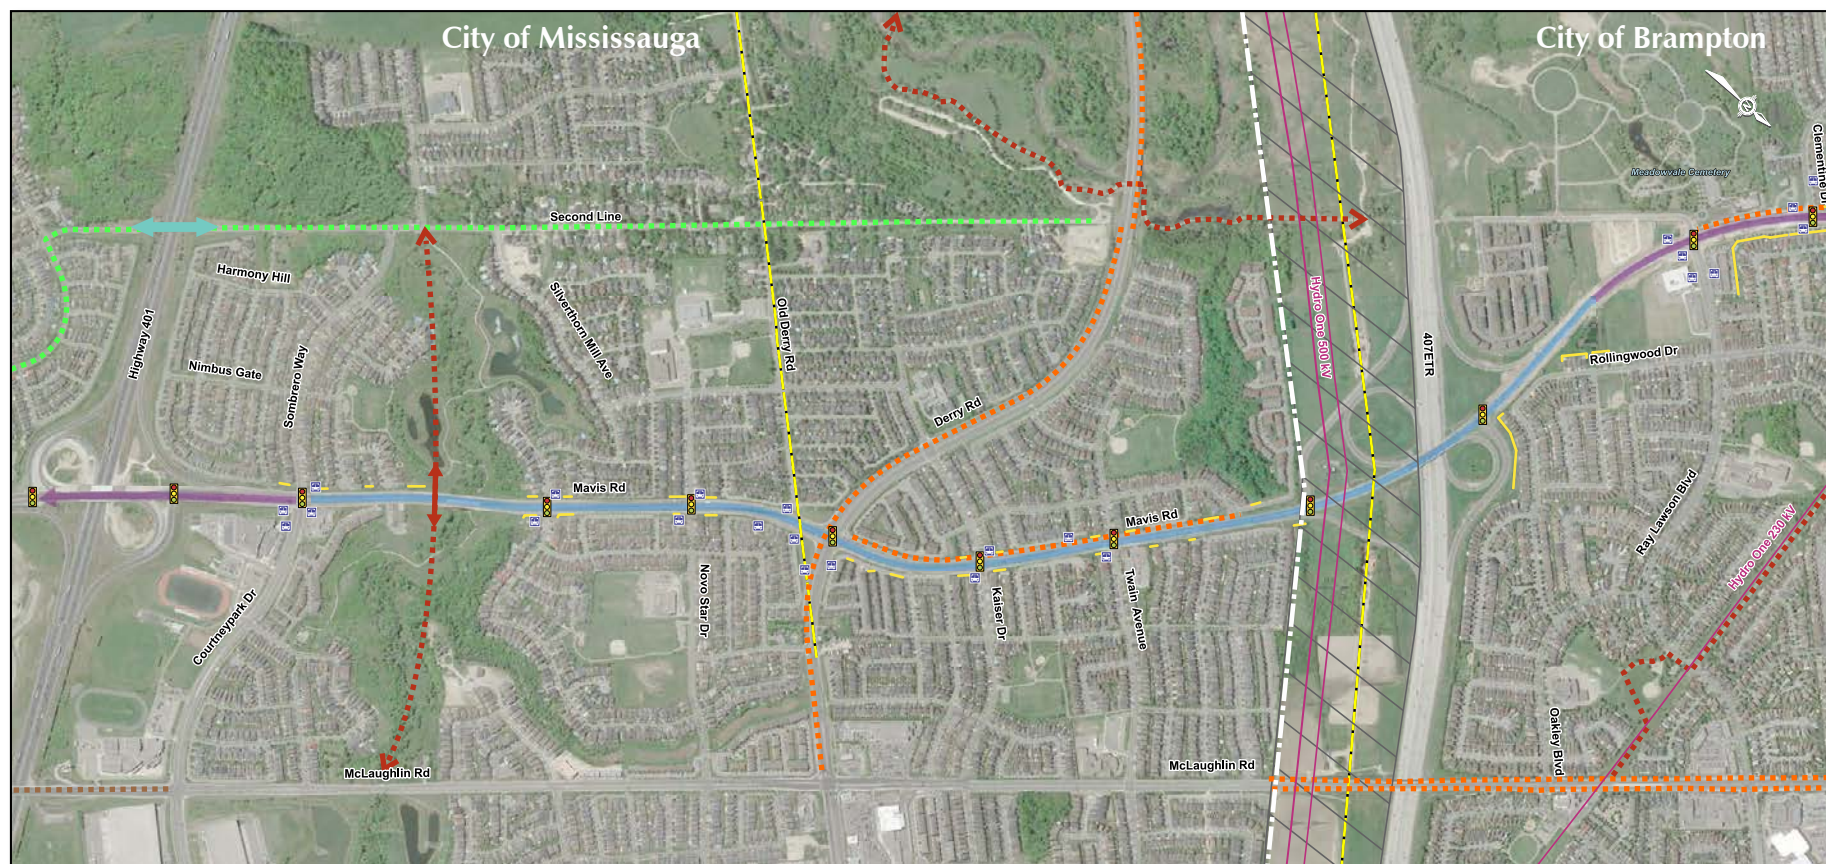 City of Mississauga
City of Brampton
N
Clementine Dr
Meadowvale Cemetery
Second Line
Harmony Hill
Silverthorn Mill Ave
Old Derry Rd
Hydro One 500 kV
Highway 401
407ETR
Nimbus Gate
Sombrero Way
Rollingwood Dr
Derry Rd
Mavis Rd
Mavis Rd
Ray Lawson Blvd
Hydro One 230 kV
Courtneypark Dr
Novo Star Dr
Kaiser Dr
Twain Avenue
Oakley Blvd
McLaughlin Rd
McLaughlin Rd